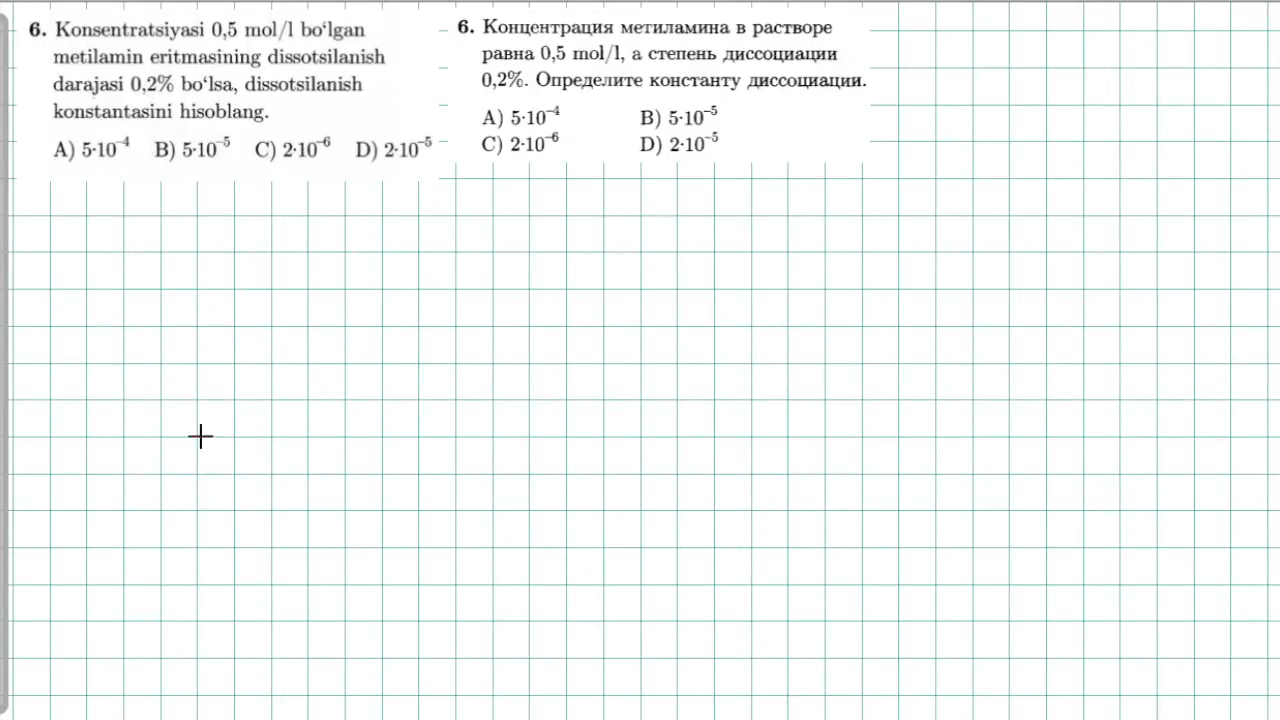 6. Konsentratsiyasi 0,5 mol/l bo‘lgan
metilamin eritmasining dissotsilanish
darajasi 0,2% bo‘lsa, dissotsilanish
konstantasini hisoblang.
A) 5·10⁻⁴ B) 5·10⁻⁵ C) 2·10⁻⁶ D) 2·10⁻⁵
6. Концентрация метиламина в растворе
равна 0,5 mol/l, а степень диссоциации
0,2%. Определите константу диссоциации.
A) 5·10⁻⁴ B) 5·10⁻⁵
C) 2·10⁻⁶ D) 2·10⁻⁵